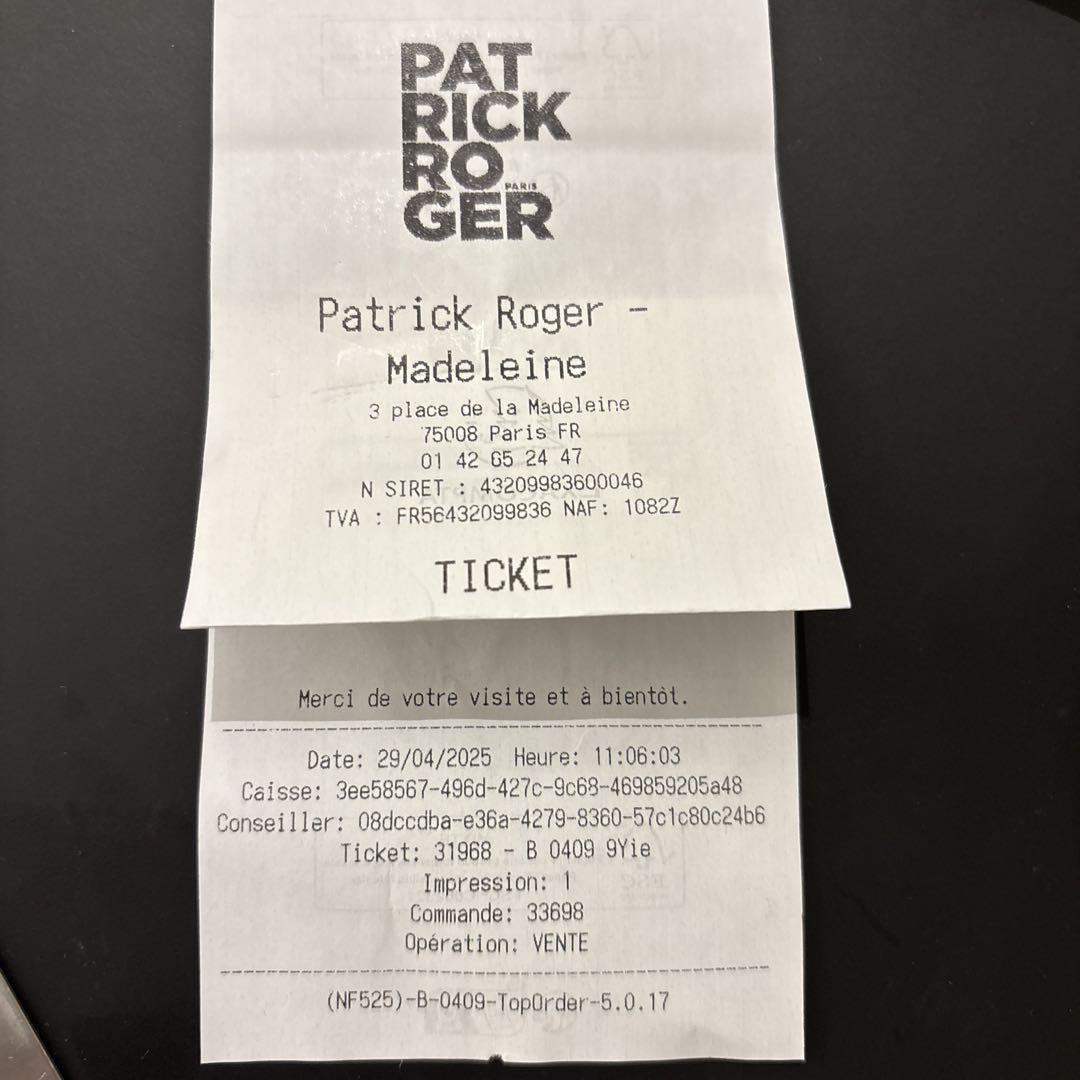 PAT
RICK
RO
PARIS
GER
Patrick Roger -
Madeleine
3 place de la Madeleine
75008 Paris FR
01 42 65 24 47
N SIRET : 43209983600046
TVA : FR56432099836 NAF: 1082Z
TICKET
Merci de votre visite et à bientôt.
Date: 29/04/2025 Heure: 11:06:03
Caisse: 3ee58567-496d-427c-9c68-469859205a48
Conseiller: 08dccdba-e36a-4279-8360-57c1c80c24b6
Ticket: 31968 - B 0409 9Yie
Impression: 1
Commande: 33698
Opération: VENTE
(NF525)-B-0409-TopOrder-5.0.17